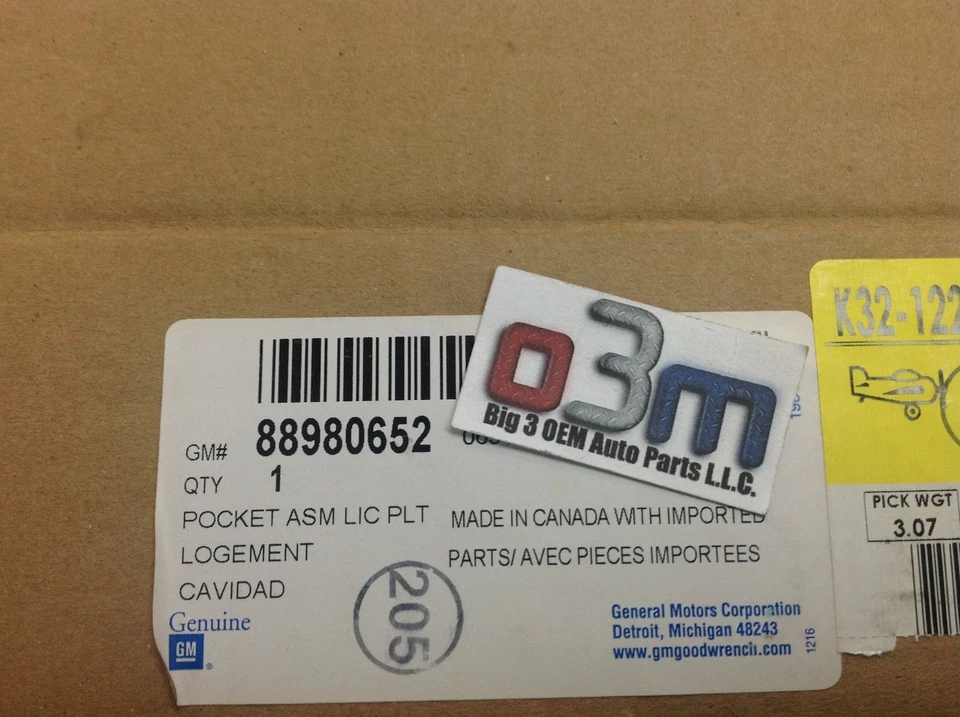 K32-122
o3m
Big 3 OEM Auto Parts L.L.C.
GM# 88980652
QTY 1
POCKET ASM LIC PLT
LOGEMENT
CAVIDAD
MADE IN CANADA WITH IMPORTED
PARTS/ AVEC PIECES IMPORTEES
205
Genuine
GM
General Motors Corporation
Detroit, Michigan 48243
www.gmgoodwrench.com
1216
PICK WGT
3.07